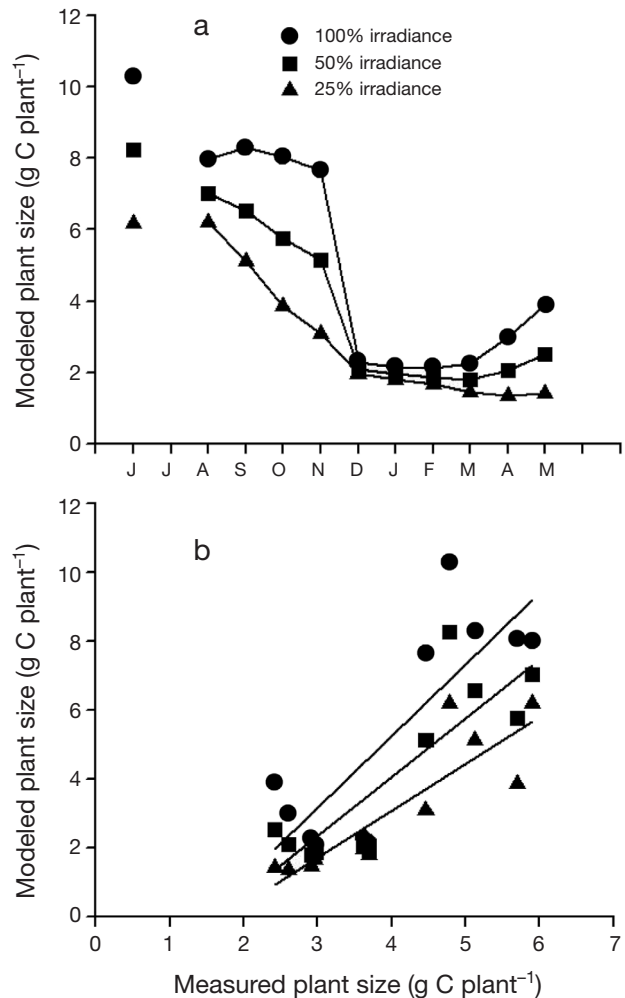 a
100% irradiance
50% irradiance
25% irradiance
Modeled plant size (g C plant⁻¹)
12
10
8
6
4
2
0
J J A S O N D J F M A M
b
Modeled plant size (g C plant⁻¹)
12
10
8
6
4
2
0
0 1 2 3 4 5 6 7
Measured plant size (g C plant⁻¹)